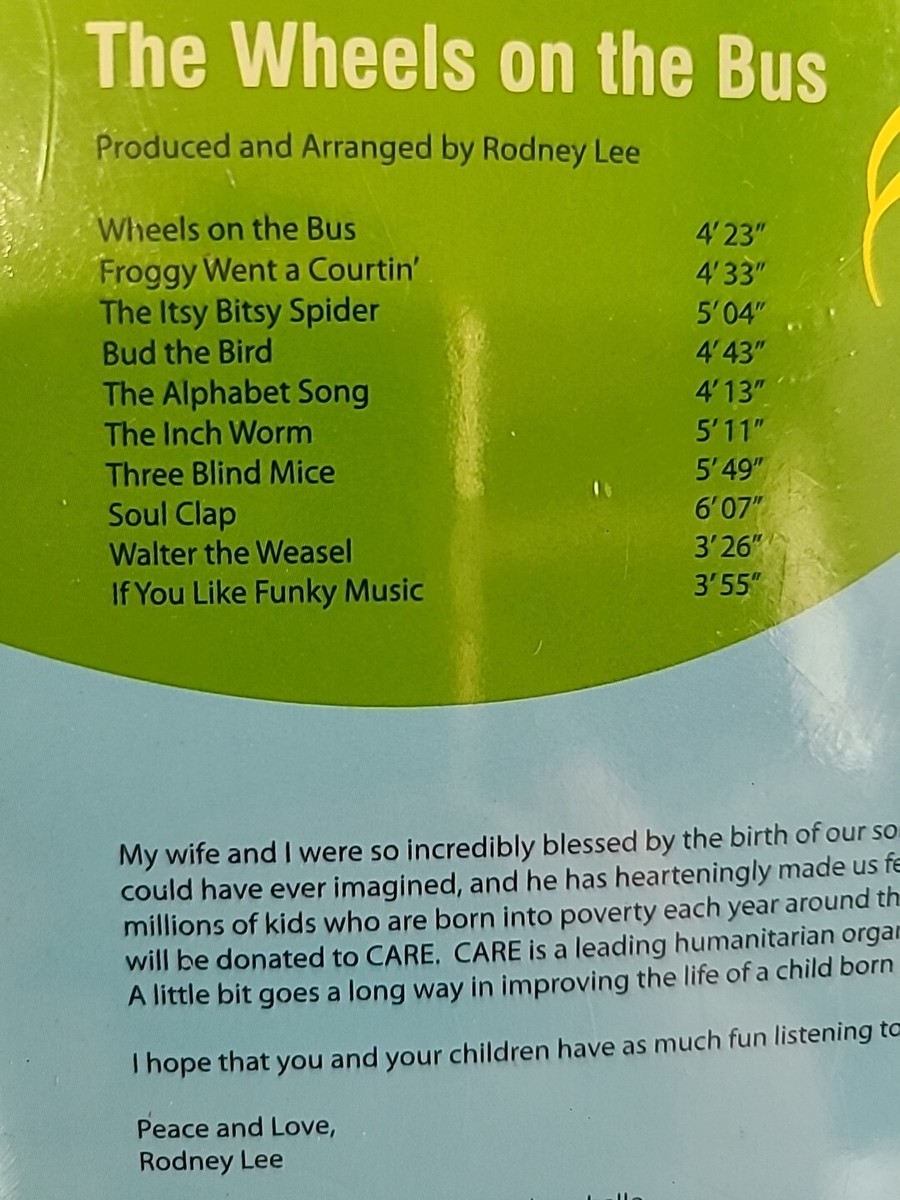 The Wheels on the Bus
Produced and Arranged by Rodney Lee
Wheels on the Bus 4'23"
Froggy Went a Courtin' 4'33"
The Itsy Bitsy Spider 5'04"
Bud the Bird 4'43"
The Alphabet Song 4'13"
The Inch Worm 5'11"
Three Blind Mice 5'49"
Soul Clap 6'07"
Walter the Weasel 3'26"
If You Like Funky Music 3'55"
My wife and I were so incredibly blessed by the birth of our so
could have ever imagined, and he has hearteningly made us fe
millions of kids who are born into poverty each year around th
will be donated to CARE. CARE is a leading humanitarian organ
A little bit goes a long way in improving the life of a child born
I hope that you and your children have as much fun listening to
Peace and Love,
Rodney Lee